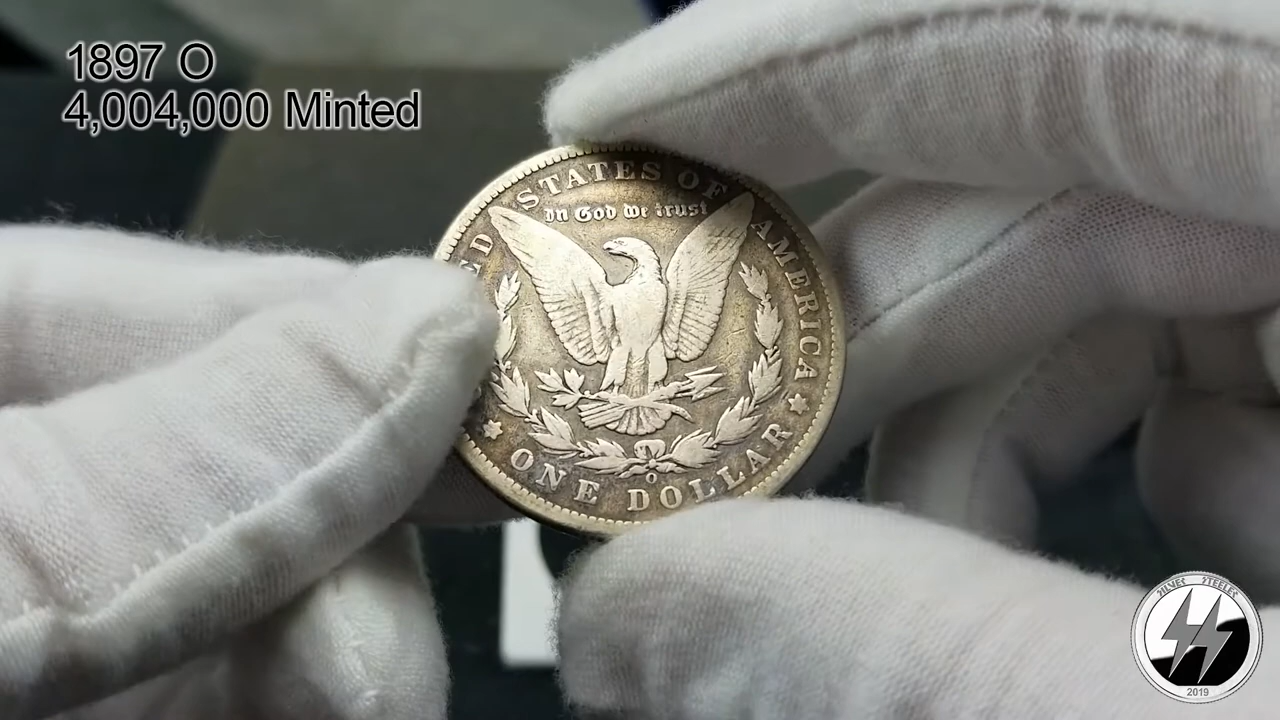 1897 O
4,004,000 Minted
STATES OF AMERICA
In God we trust
ONE DOLLAR
O
2019